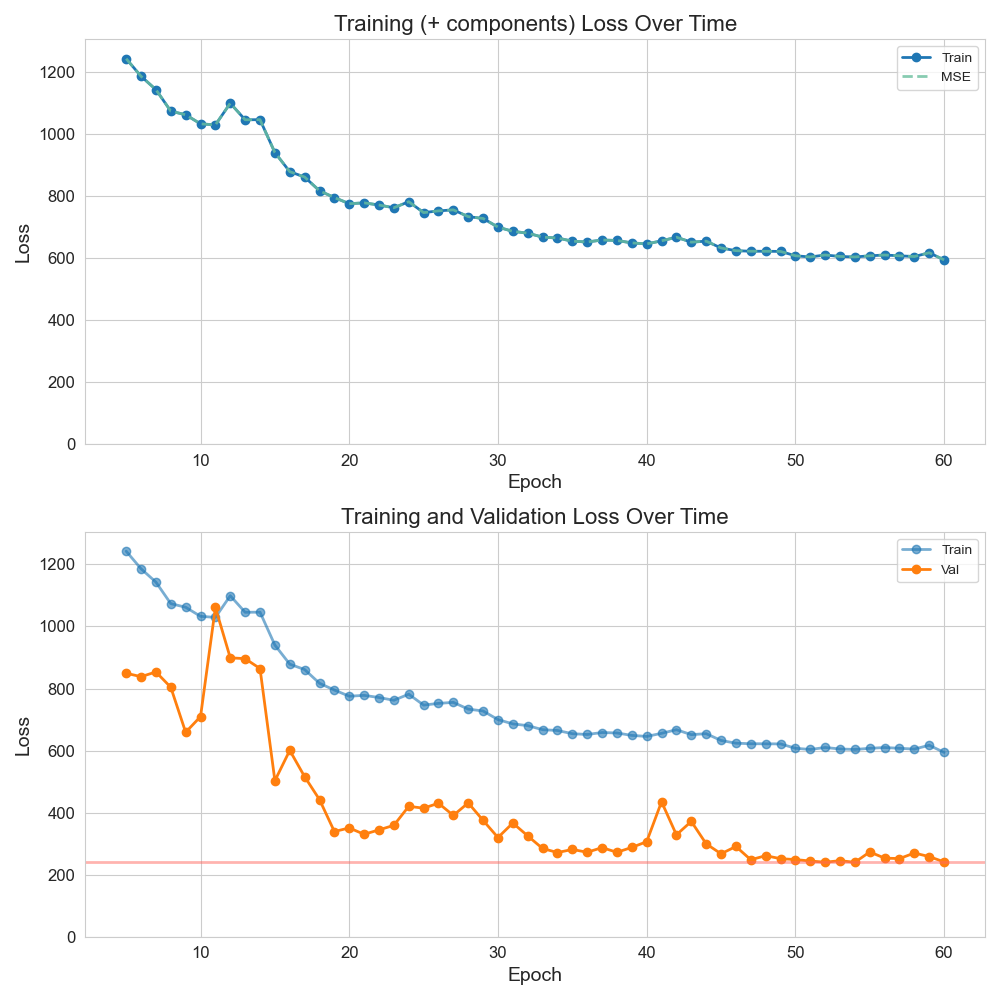 Training (+ components) Loss Over Time
Train
MSE
Loss
1200
1000
800
600
400
200
0
10 20 30 40 50 60
Epoch
Training and Validation Loss Over Time
Train
Val
Loss
1200
1000
800
600
400
200
0
10 20 30 40 50 60
Epoch